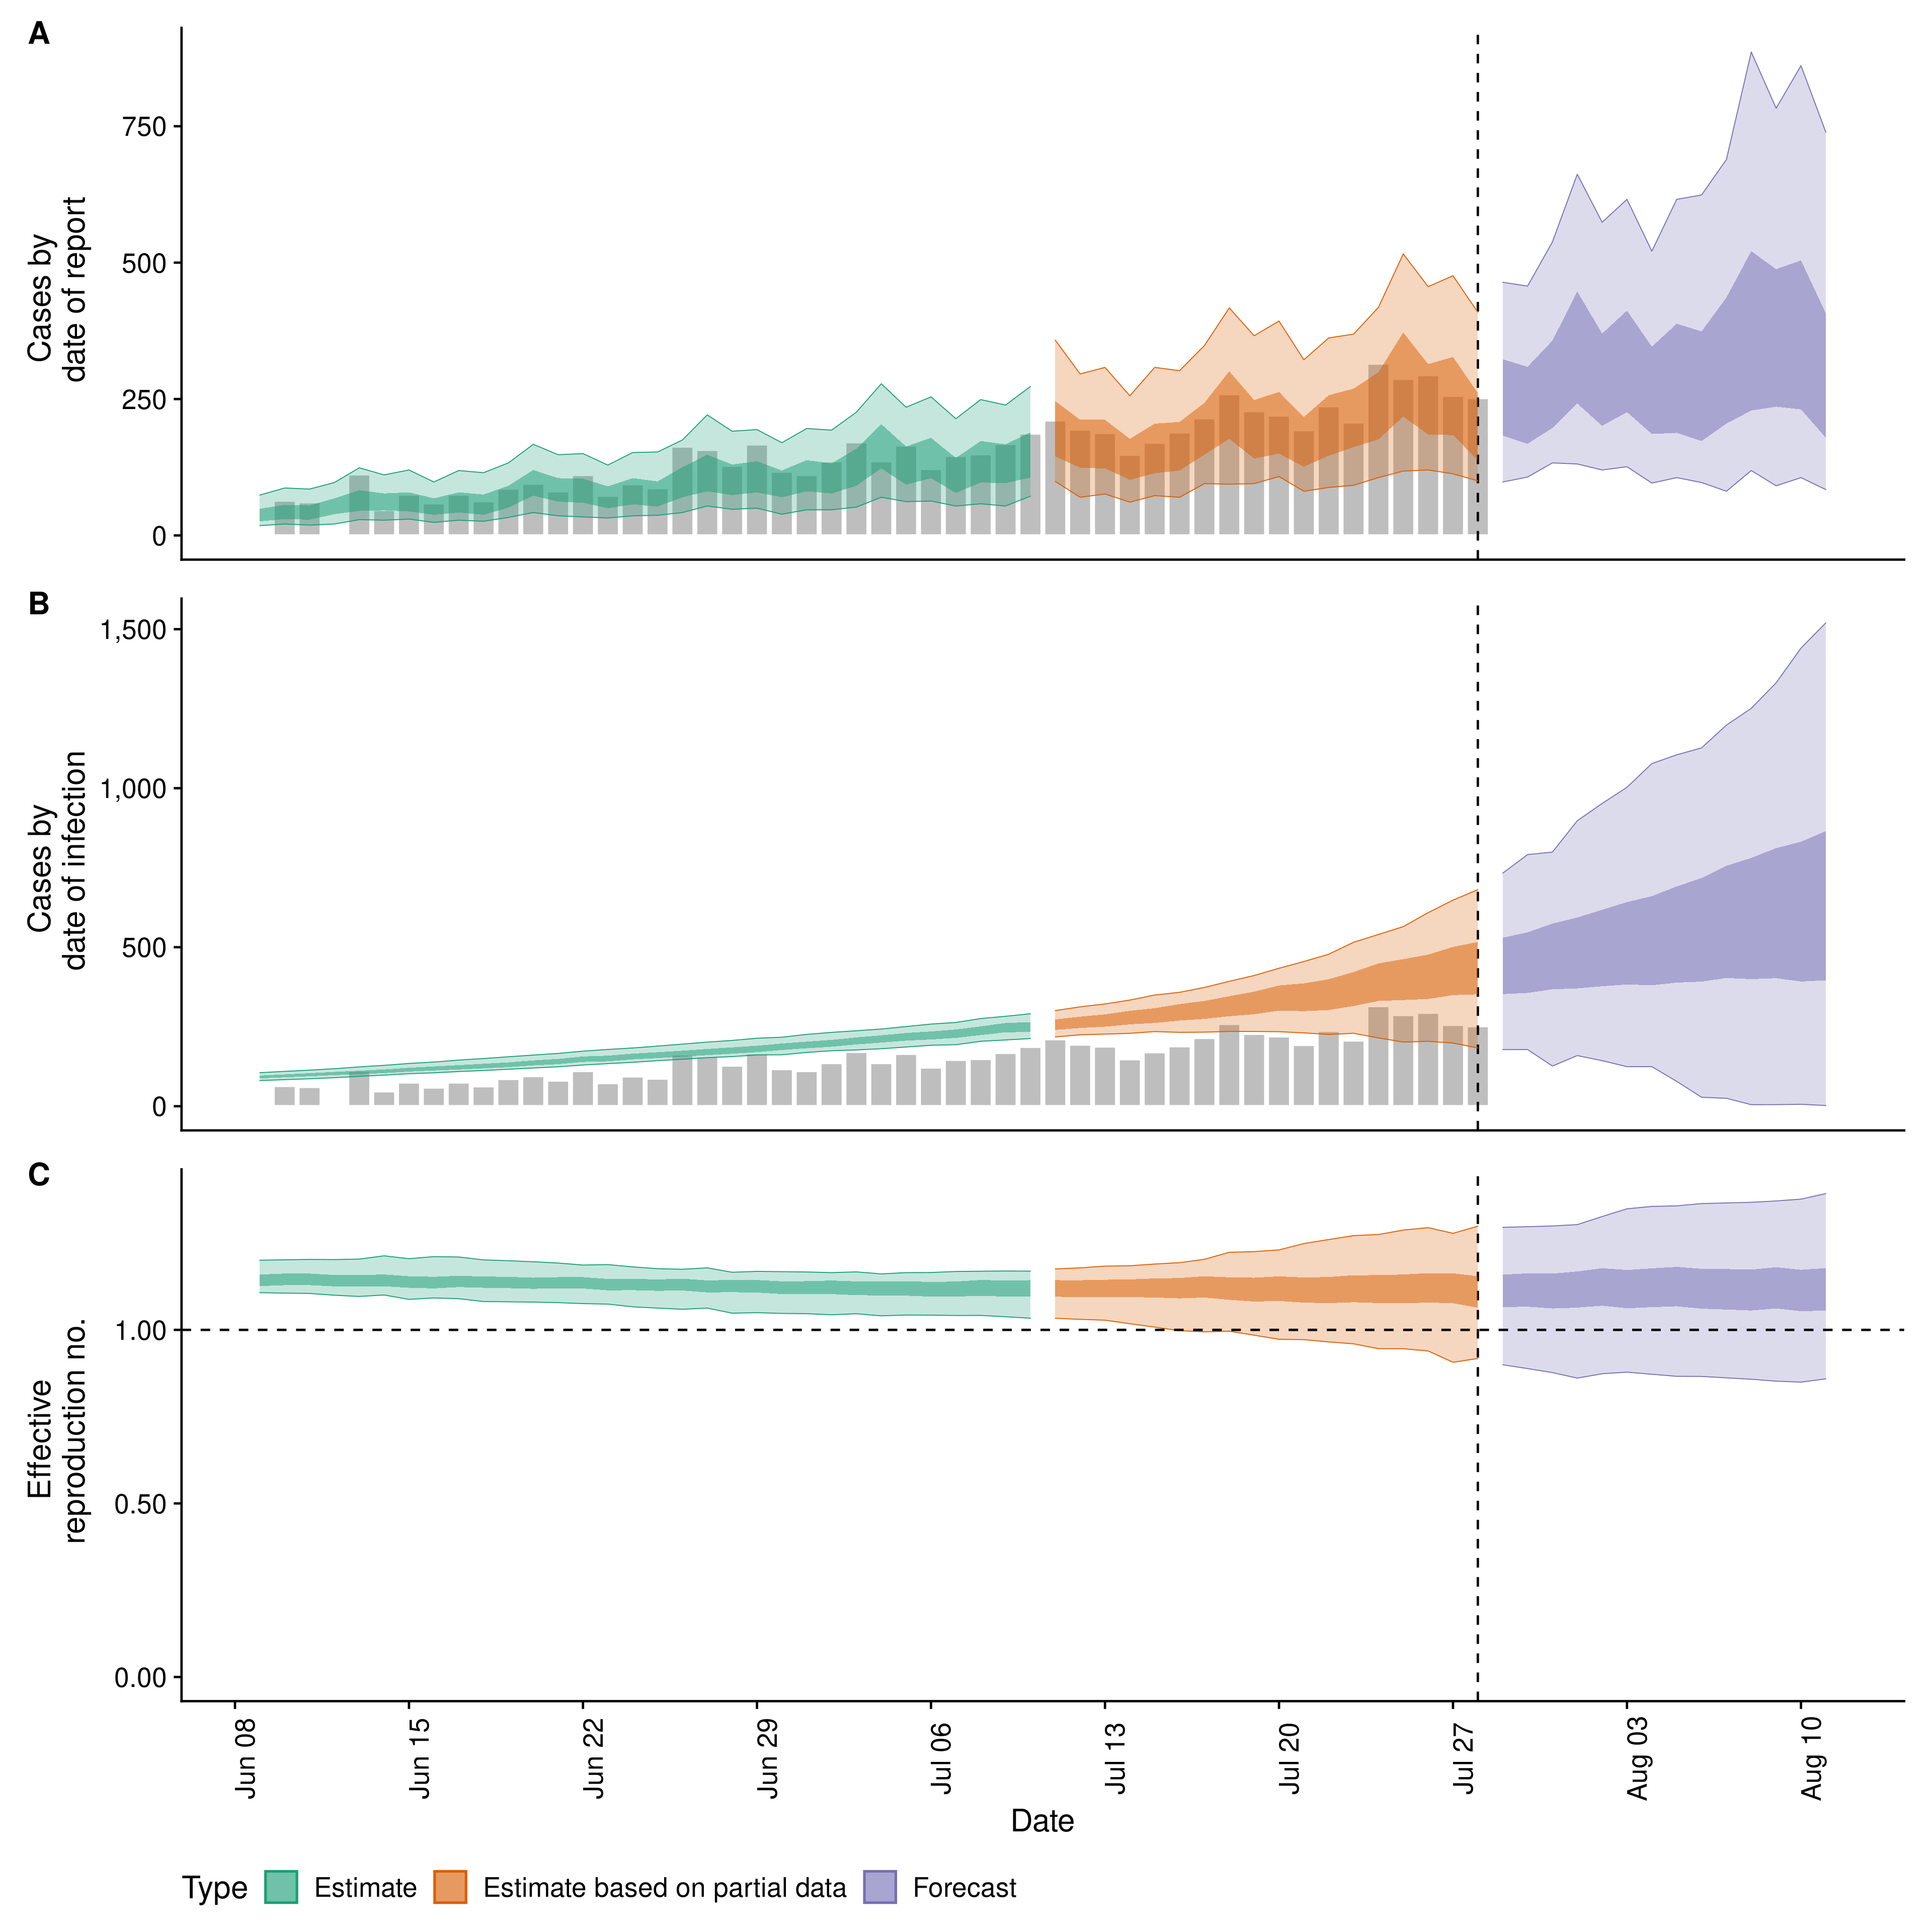 A
Cases by
date of report
750
500
250
0
B
Cases by
date of infection
1,500
1,000
500
0
C
Effective
reproduction no.
1.00
0.50
0.00
Jun 08
Jun 15
Jun 22
Jun 29
Jul 06
Jul 13
Jul 20
Jul 27
Aug 03
Aug 10
Date
Type Estimate Estimate based on partial data Forecast